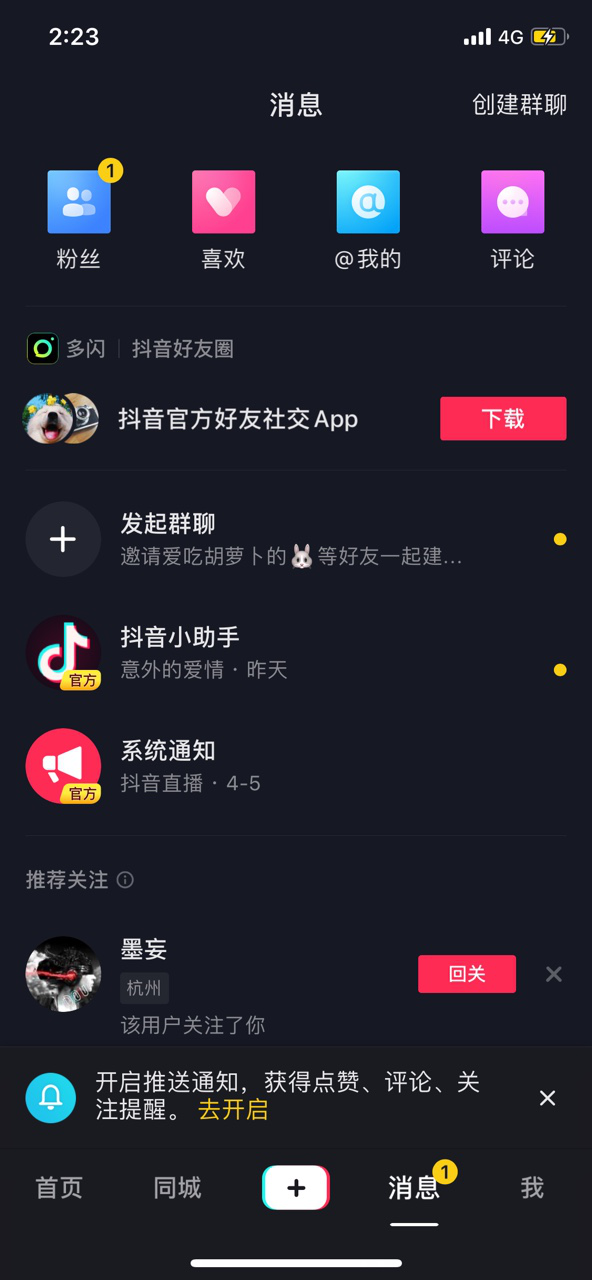 2:23
4G
消息
创建群聊
1
粉丝
喜欢
@我的
评论
多闪
抖音好友圈
抖音官方好友社交App
下载
发起群聊
邀请爱吃胡萝卜的🐰等好友一起建...
抖音小助手
意外的爱情 · 昨天
官方
系统通知
抖音直播 · 4-5
官方
推荐关注
墨妄
杭州
该用户关注了你
回关
开启推送通知，获得点赞、评论、关
注提醒。 去开启
首页
同城
消息
1
我